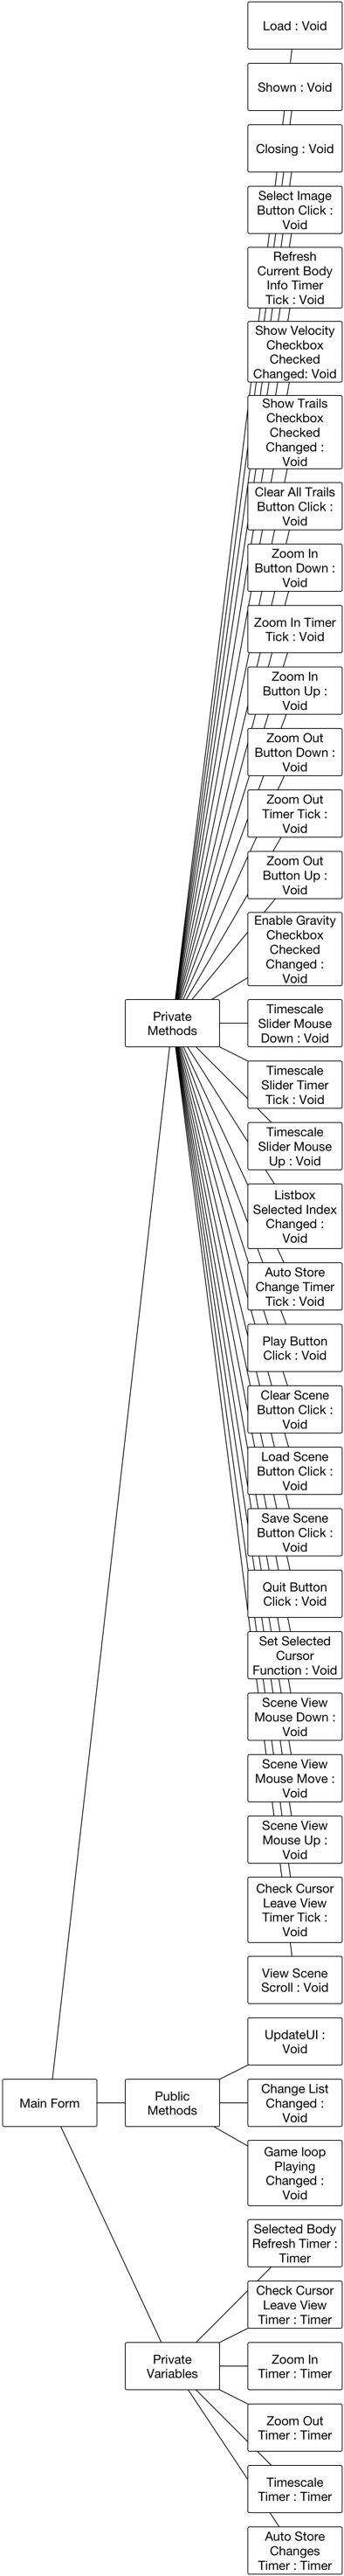 Load : Void
Shown : Void
Closing : Void
Select Image
Button Click :
Void
Refresh
Current Body
Info Timer
Tick : Void
Show Velocity
Checkbox
Checked
Changed: Void
Show Trails
Checkbox
Checked
Changed :
Void
Clear All Trails
Button Click :
Void
Zoom In
Button Down :
Void
Zoom In Timer
Tick : Void
Zoom In
Button Up :
Void
Zoom Out
Button Down :
Void
Zoom Out
Timer Tick :
Void
Zoom Out
Button Up :
Void
Enable Gravity
Checkbox
Checked
Changed :
Void
Private
Methods
Timescale
Slider Mouse
Down : Void
Timescale
Slider Timer
Tick : Void
Timescale
Slider Mouse
Up : Void
Listbox
Selected Index
Changed :
Void
Auto Store
Change Timer
Tick : Void
Play Button
Click : Void
Clear Scene
Button Click :
Void
Load Scene
Button Click :
Void
Save Scene
Button Click :
Void
Quit Button
Click : Void
Set Selected
Cursor
Function : Void
Scene View
Mouse Down :
Void
Scene View
Mouse Move :
Void
Scene View
Mouse Up :
Void
Check Cursor
Leave View
Timer Tick :
Void
View Scene
Scroll : Void
UpdateUI :
Void
Main Form
Public
Methods
Change List
Changed :
Void
Game loop
Playing
Changed :
Void
Selected Body
Refresh Timer :
Timer
Check Cursor
Leave View
Timer : Timer
Private
Variables
Zoom In
Timer : Timer
Zoom Out
Timer : Timer
Timescale
Timer : Timer
Auto Store
Changes
Timer : Timer